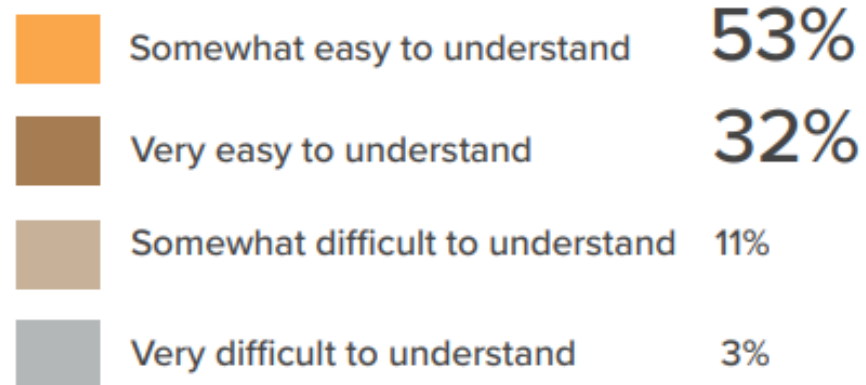 Somewhat easy to understand 53%
Very easy to understand 32%
Somewhat difficult to understand 11%
Very difficult to understand 3%